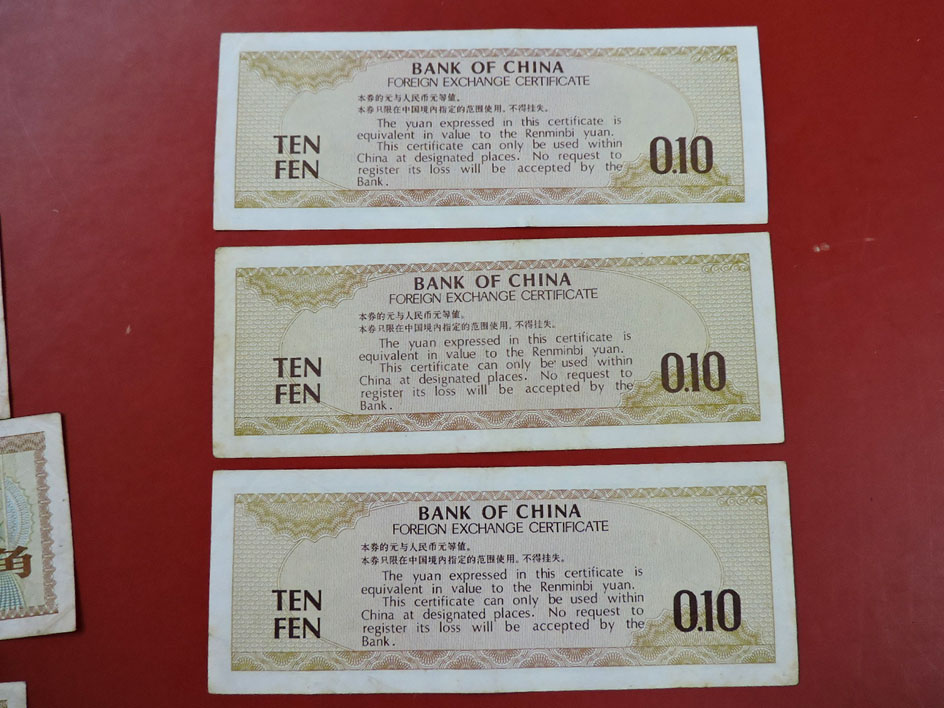 BANK OF CHINA
FOREIGN EXCHANGE CERTIFICATE
本券的元与人民币元等值。
本券只限在中国境内指定的范围使用。不得挂失。
The yuan expressed in this certificate is
equivalent in value to the Renminbi yuan.
This certificate can only be used within
China at designated places. No request to
register its loss will be accepted by the
Bank.
TEN
FEN
0.10
BANK OF CHINA
FOREIGN EXCHANGE CERTIFICATE
本券的元与人民币元等值。
本券只限在中国境内指定的范围使用。不得挂失。
The yuan expressed in this certificate is
equivalent in value to the Renminbi yuan.
This certificate can only be used within
China at designated places. No request to
register its loss will be accepted by the
Bank.
TEN
FEN
0.10
BANK OF CHINA
FOREIGN EXCHANGE CERTIFICATE
本券的元与人民币元等值。
本券只限在中国境内指定的范围使用。不得挂失。
The yuan expressed in this certificate is
equivalent in value to the Renminbi yuan.
This certificate can only be used within
China at designated places. No request to
register its loss will be accepted by the
Bank.
TEN
FEN
0.10
角